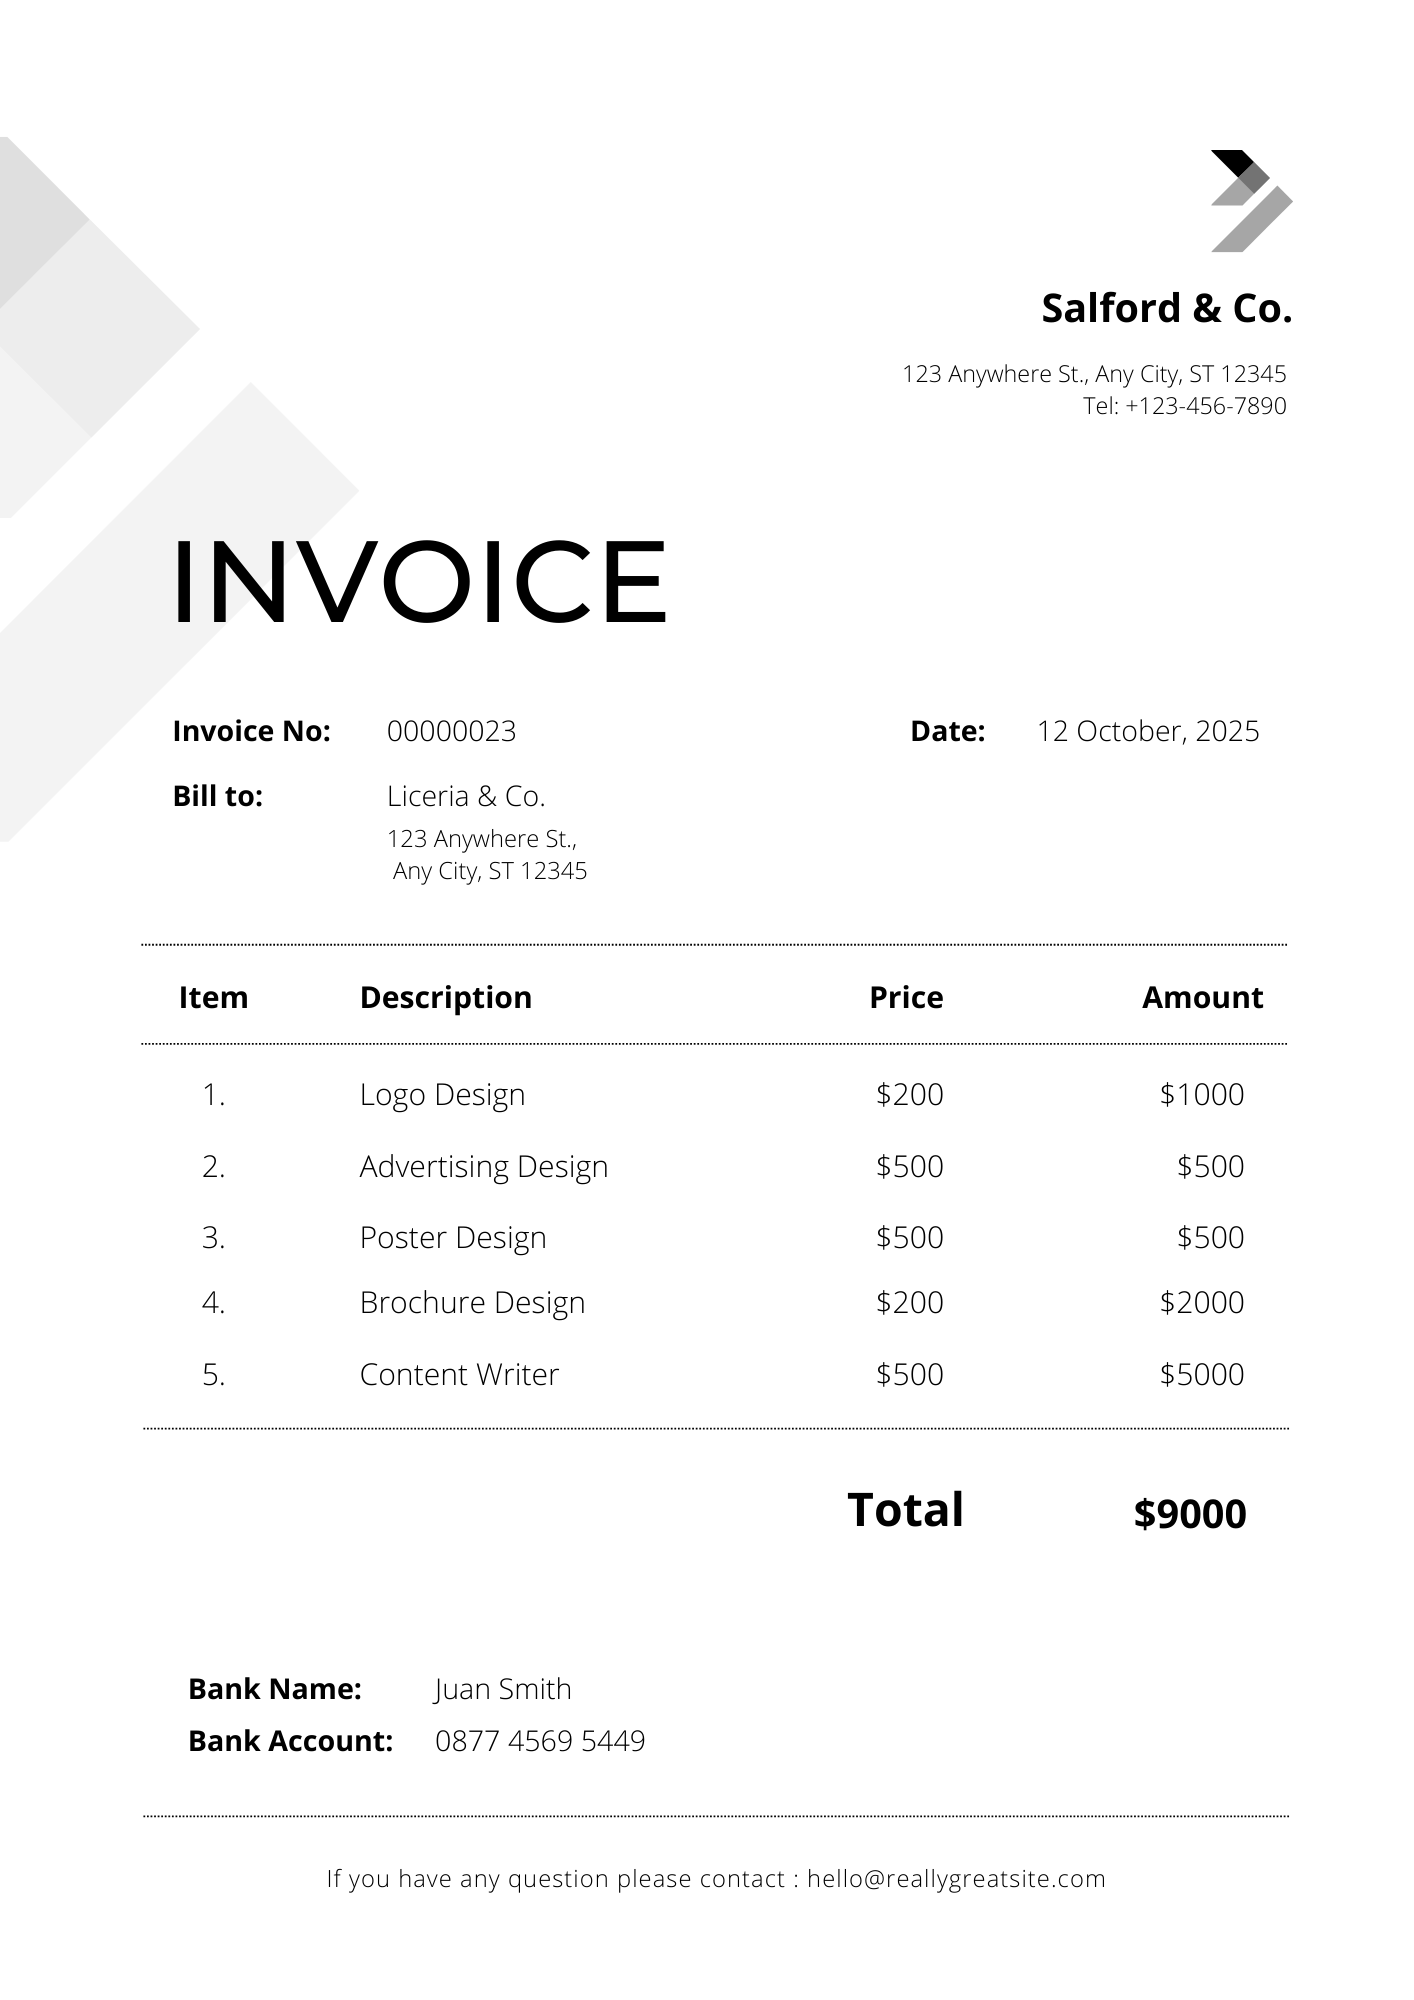 Salford & Co.
123 Anywhere St., Any City, ST 12345
Tel: +123-456-7890
INVOICE
Invoice No: 00000023 Date: 12 October, 2025
Bill to: Liceria & Co.
123 Anywhere St.,
Any City, ST 12345
Item Description Price Amount
1. Logo Design $200 $1000
2. Advertising Design $500 $500
3. Poster Design $500 $500
4. Brochure Design $200 $2000
5. Content Writer $500 $5000
Total $9000
Bank Name: Juan Smith
Bank Account: 0877 4569 5449
If you have any question please contact : hello@reallygreatsite.com